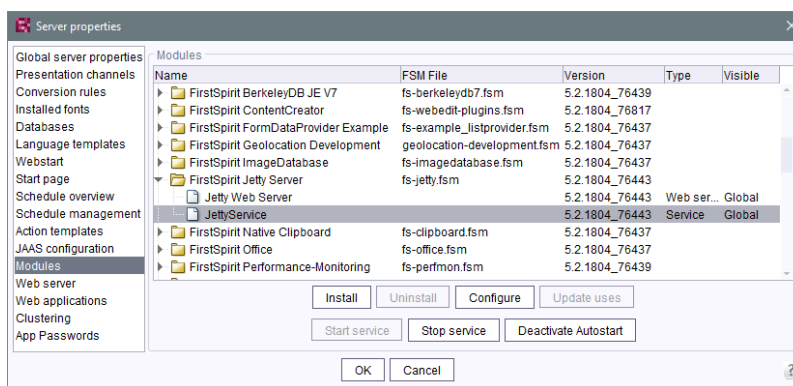 Server properties
Global server properties
Presentation channels
Conversion rules
Installed fonts
Databases
Language templates
Webstart
Start page
Schedule overview
Schedule management
Action templates
JAAS configuration
Modules
Web server
Web applications
Clustering
App Passwords
Modules
Name FSM File Version Type Visible
FirstSpirit BerkeleyDB JE V7 fs-berkeleydb7.fsm 5.2.1804_76439
FirstSpirit ContentCreator fs-webedit-plugins.fsm 5.2.1804_76817
FirstSpirit FormDataProvider Example fs-example_listprovider.fsm 5.2.1804_76437
FirstSpirit Geolocation Development geolocation-development.fsm 5.2.1804_76437
FirstSpirit ImageDatabase fs-imagedatabase.fsm 5.2.1804_76437
FirstSpirit Jetty Server fs-jetty.fsm 5.2.1804_76443
Jetty Web Server 5.2.1804_76443 Web ser... Global
JettyService 5.2.1804_76443 Service Global
FirstSpirit Native Clipboard fs-clipboard.fsm 5.2.1804_76437
FirstSpirit Office fs-office.fsm 5.2.1804_76437
FirstSpirit Performance-Monitoring fs-perfmon.fsm 5.2.1804_76439
Install Uninstall Configure Update uses
Start service Stop service Deactivate Autostart
OK Cancel
?